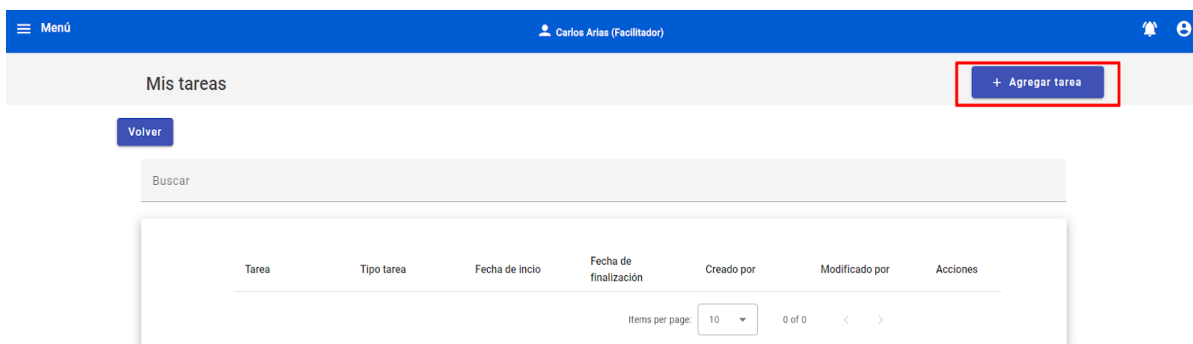 Menú
Carlos Arias (Facilitador)
Mis tareas
+ Agregar tarea
Volver
Buscar
Tarea
Tipo tarea
Fecha de incio
Fecha de
finalización
Creado por
Modificado por
Acciones
Items per page:
10
0 of 0